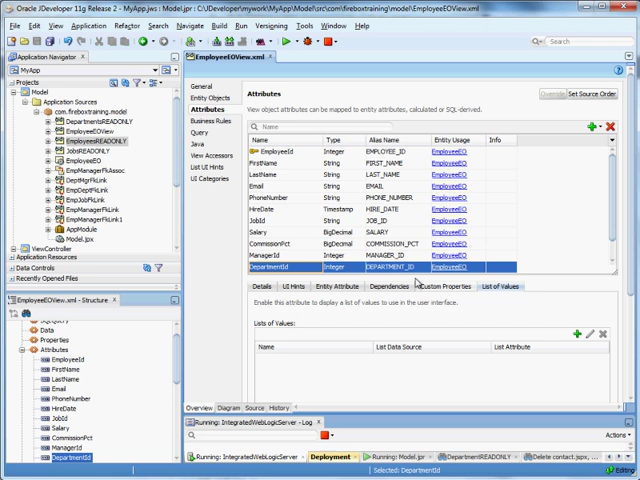 Oracle JDeveloper 11g Release 2 - MyApp.jws : Model.jpr : C:\JDeveloper\mywork\MyApp\Model\src\com\fireboxtraining\model\EmployeeEOView.xml
File Edit View Application Refactor Search Navigate Build Run Versioning Tools Window Help
Search
Application Navigator
MyApp
Projects
Model
Application Sources
com.fireboxtraining.model
DepartmentsREADONLY
EmployeeEOView
EmployeesREADONLY
JobsREADONLY
EmployeeEO
EmpManagerFkAssoc
DeptMgrFkLink
EmpDeptFkLink
EmpJobFkLink
EmpManagerFkLink
EmpManagerFkLink1
AppModule
Model.jpx
ViewController
Application Resources
Data Controls
Recently Opened Files
EmployeeEOView.xml - Structure
Data
Properties
Attributes
EmployeeId
FirstName
LastName
Email
PhoneNumber
HireDate
JobId
Salary
CommissionPct
ManagerId
DepartmentId
EmployeeEOView.xml
General
Entity Objects
Attributes
Business Rules
Query
Java
View Accessors
List UI Hints
UI Categories
Attributes
Override Set Source Order
View object attributes can be mapped to entity attributes, calculated or SQL-derived.
Name
Name Type Alias Name Entity Usage Info
EmployeeId Integer EMPLOYEE_ID EmployeeEO
FirstName String FIRST_NAME EmployeeEO
LastName String LAST_NAME EmployeeEO
Email String EMAIL EmployeeEO
PhoneNumber String PHONE_NUMBER EmployeeEO
HireDate Timestamp HIRE_DATE EmployeeEO
JobId String JOB_ID EmployeeEO
Salary BigDecimal SALARY EmployeeEO
CommissionPct BigDecimal COMMISSION_PCT EmployeeEO
ManagerId Integer MANAGER_ID EmployeeEO
DepartmentId Integer DEPARTMENT_ID EmployeeEO
Details UI Hints Entity Attribute Dependencies Custom Properties List of Values
Enable this attribute to display a list of values to use in the user interface.
Lists of Values:
Name List Data Source List Attribute
Overview Diagram Source History
Running: IntegratedWebLogicServer - Log
Actions
Running: IntegratedWebLogicServer Deployment Running: Model.jpr DepartmentREADONLY Delete contact.jspx,
Selected: DepartmentId Editing